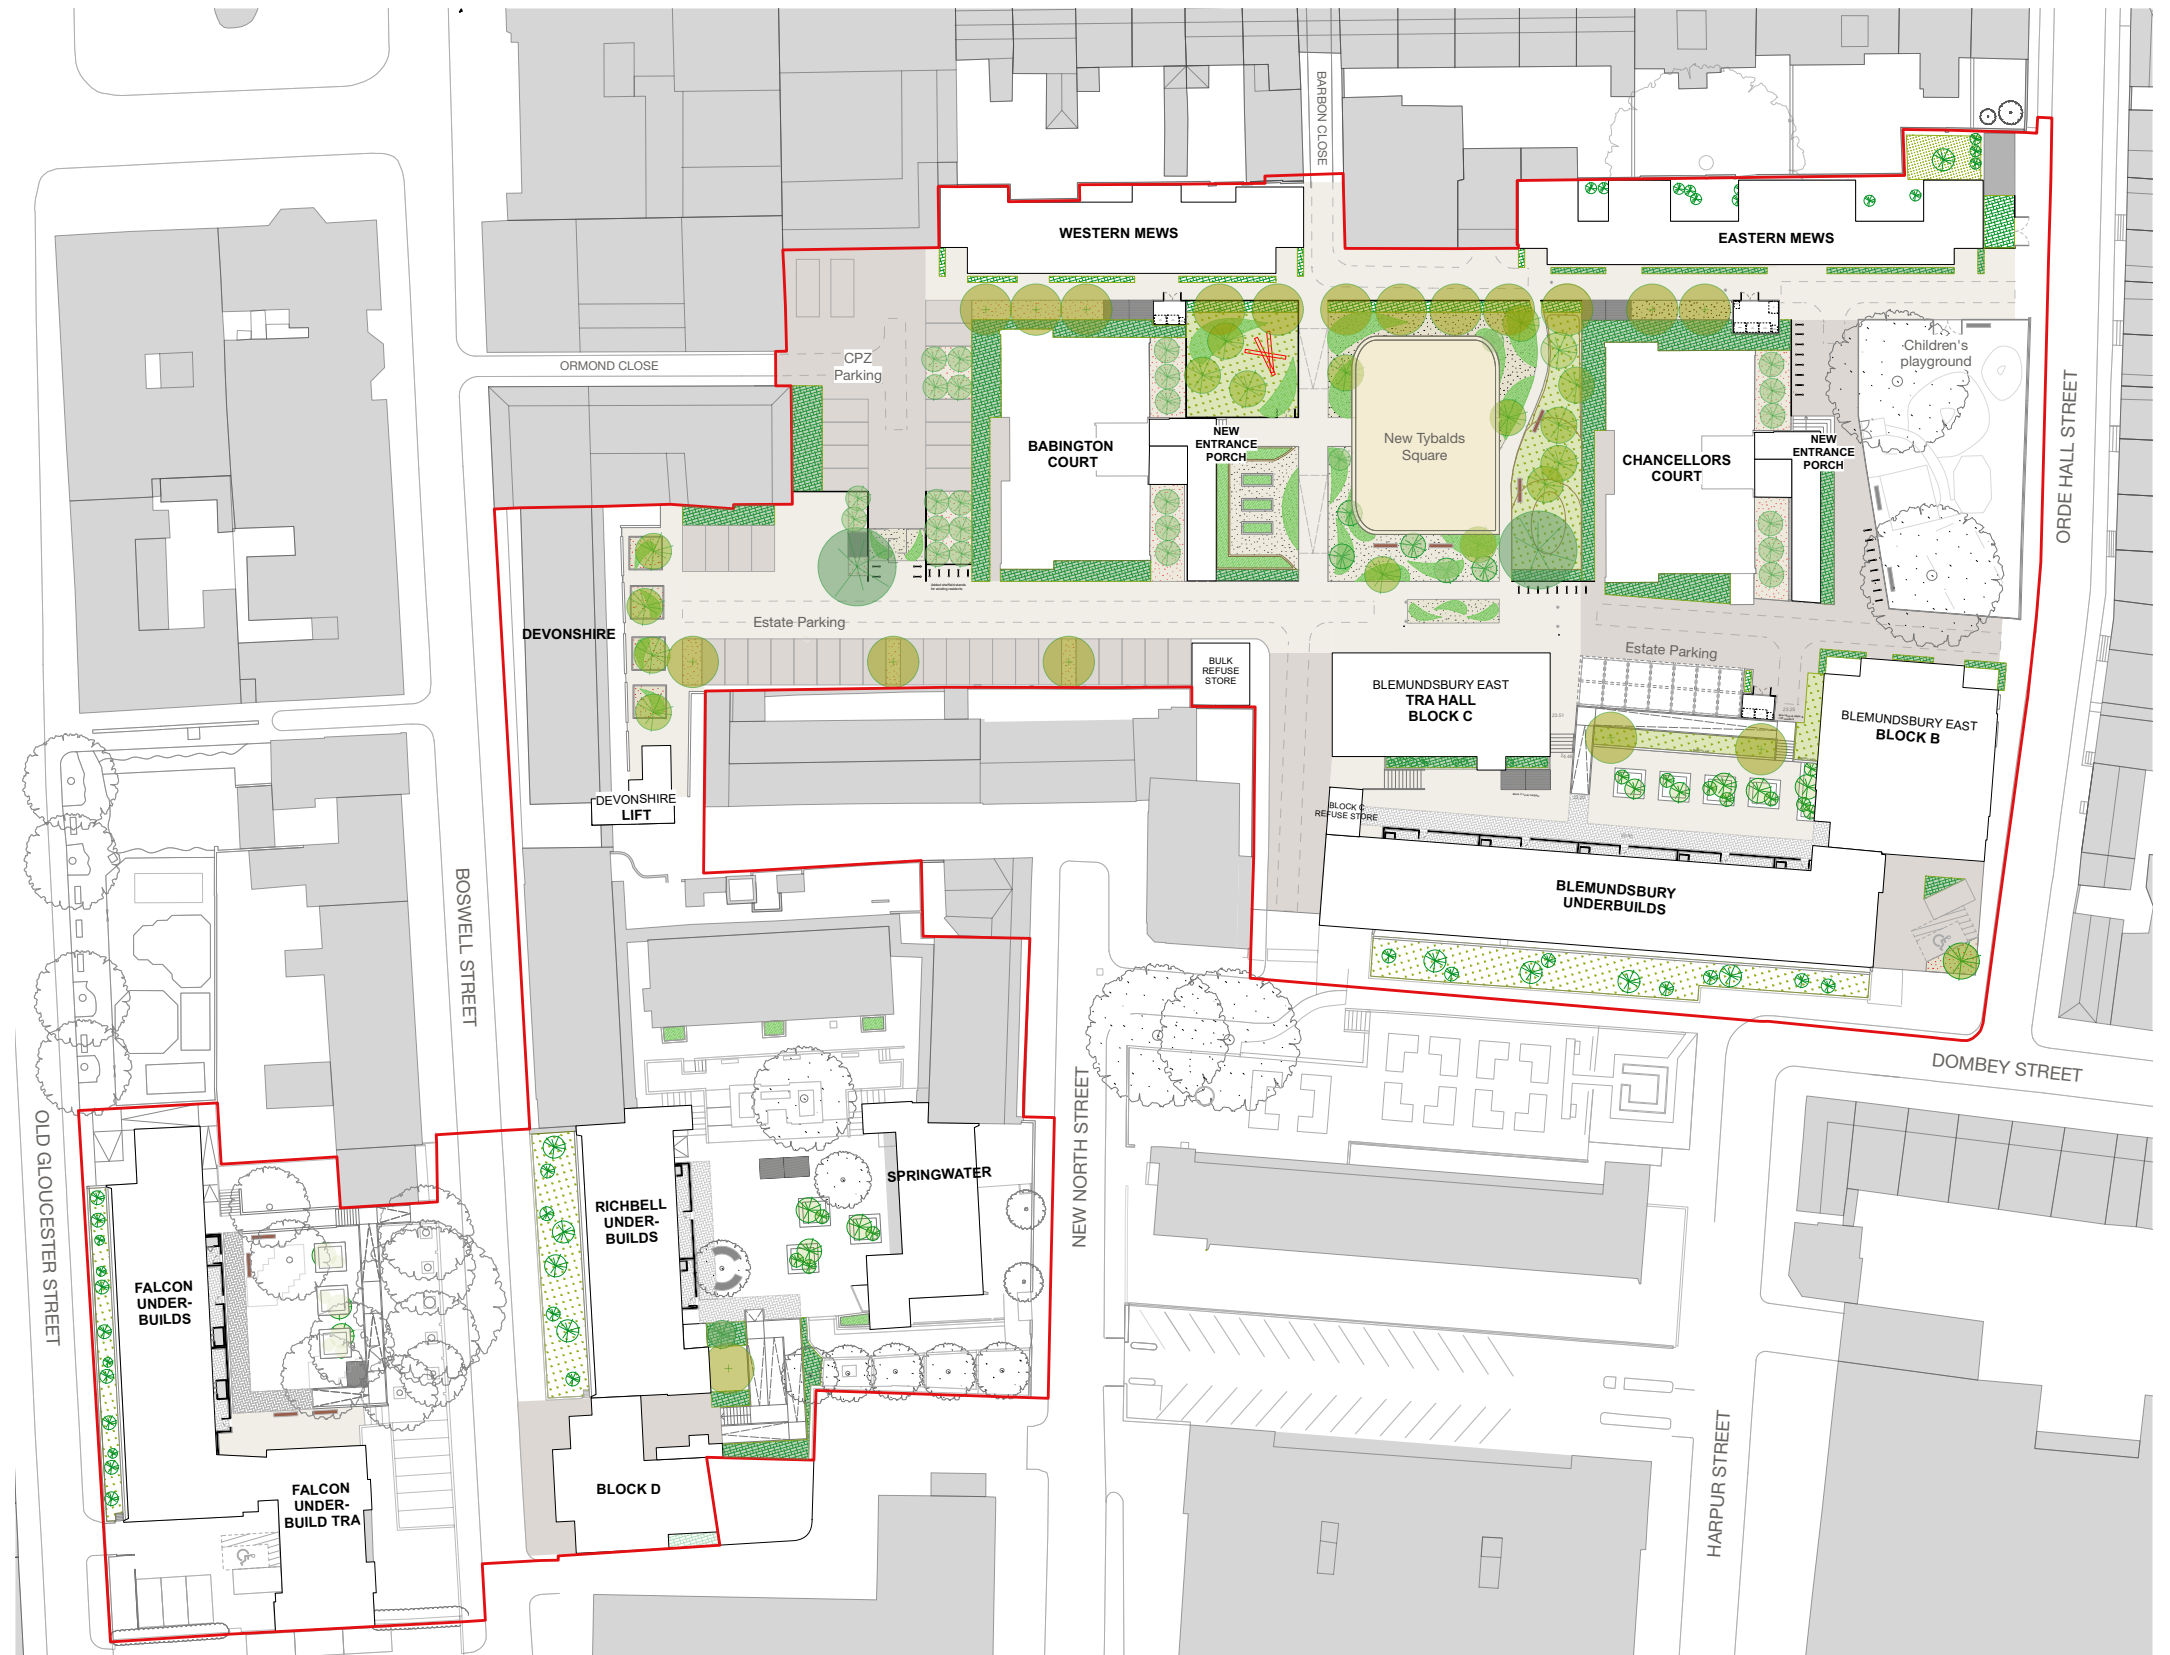 BARBON CLOSE
WESTERN MEWS
EASTERN MEWS
ORMOND CLOSE
CPZ
Parking
Children's
playground
BABINGTON
COURT
NEW
ENTRANCE
PORCH
New Tybalds
Square
CHANCELLORS
COURT
NEW
ENTRANCE
PORCH
ORDE HALL STREET
DEVONSHIRE
Estate Parking
Estate Parking
BULK
REFUSE
STORE
BLEMUNDSBURY EAST
TRA HALL
BLOCK C
BLEMUNDSBURY EAST
BLOCK B
DEVONSHIRE
LIFT
BLOCK C
REFUSE STORE
BLEMUNDSBURY
UNDERBUILDS
BOSWELL STREET
NEW NORTH STREET
DOMBEY STREET
OLD GLOUCESTER STREET
SPRINGWATER
RICHBELL
UNDER-
BUILDS
FALCON
UNDER-
BUILDS
FALCON
UNDER-
BUILD TRA
BLOCK D
HARPUR STREET